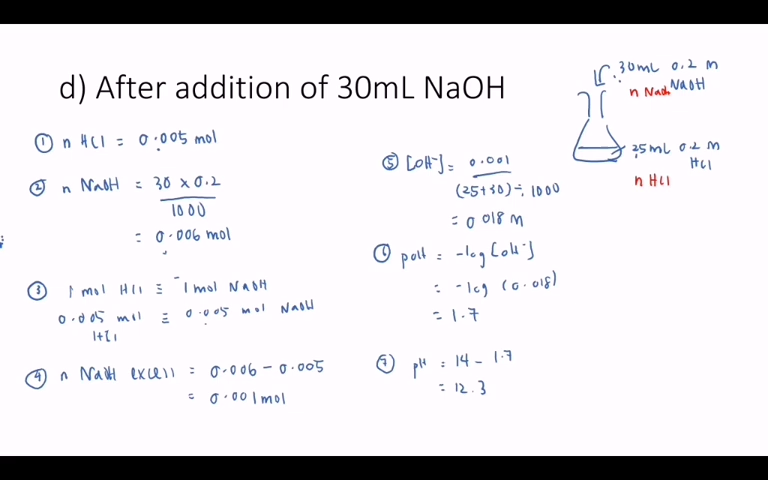 d) After addition of 30mL NaOH
① n HCl = 0.005 mol
② n NaOH = 30 x 0.2
1000
= 0.006 mol
③ 1 mol HCl ≡ 1 mol NaOH
0.005 mol ≡ 0.005 mol NaOH
HCl
④ n NaOH excess = 0.006 - 0.005
= 0.001 mol
⑤ [OH⁻] = 0.001
(25+30) ÷ 1000
= 0.018 M
⑥ pOH = -log [OH⁻]
= -log (0.018)
= 1.7
⑦ pH = 14 - 1.7
= 12.3
30mL 0.2 M
n NaOH NaOH
25mL 0.2 M
HCl
n HCl